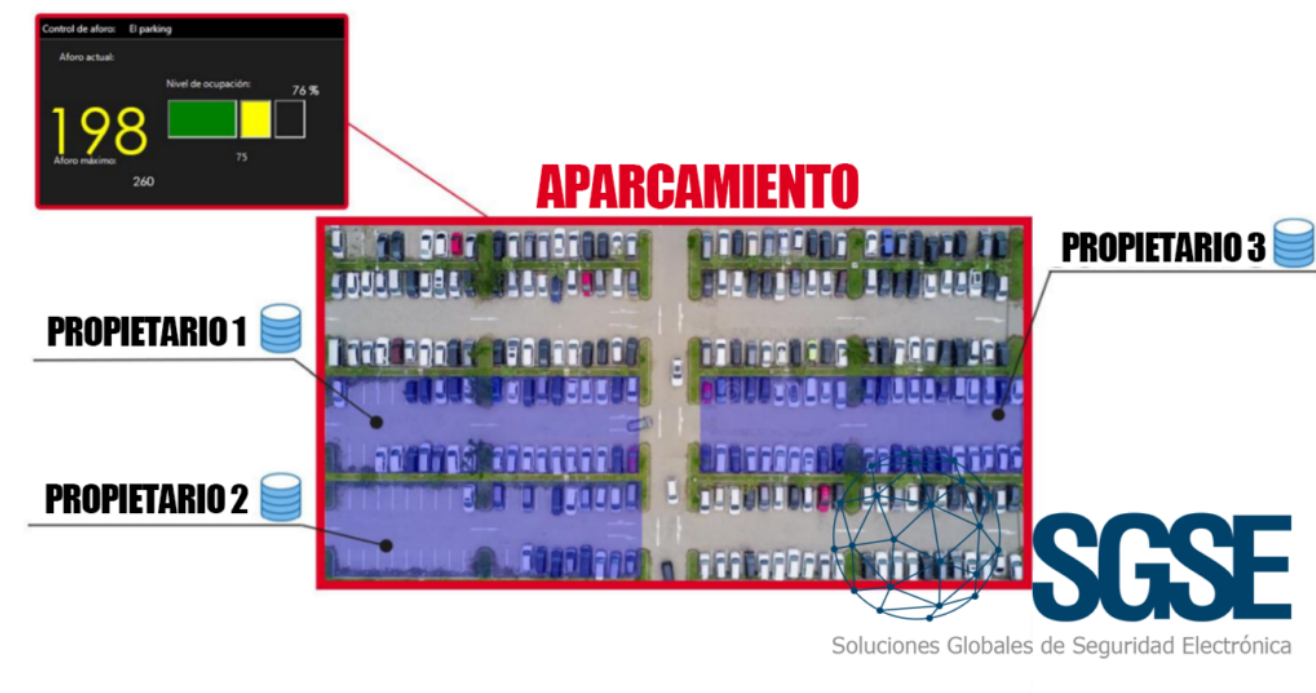 Control de aforo: El parking
Aforo actual:
Nivel de ocupación:
76 %
198
75
Aforo máximo:
260
APARCAMIENTO
PROPIETARIO 3
PROPIETARIO 1
PROPIETARIO 2
SGSE
Soluciones Globales de Seguridad Electrónica